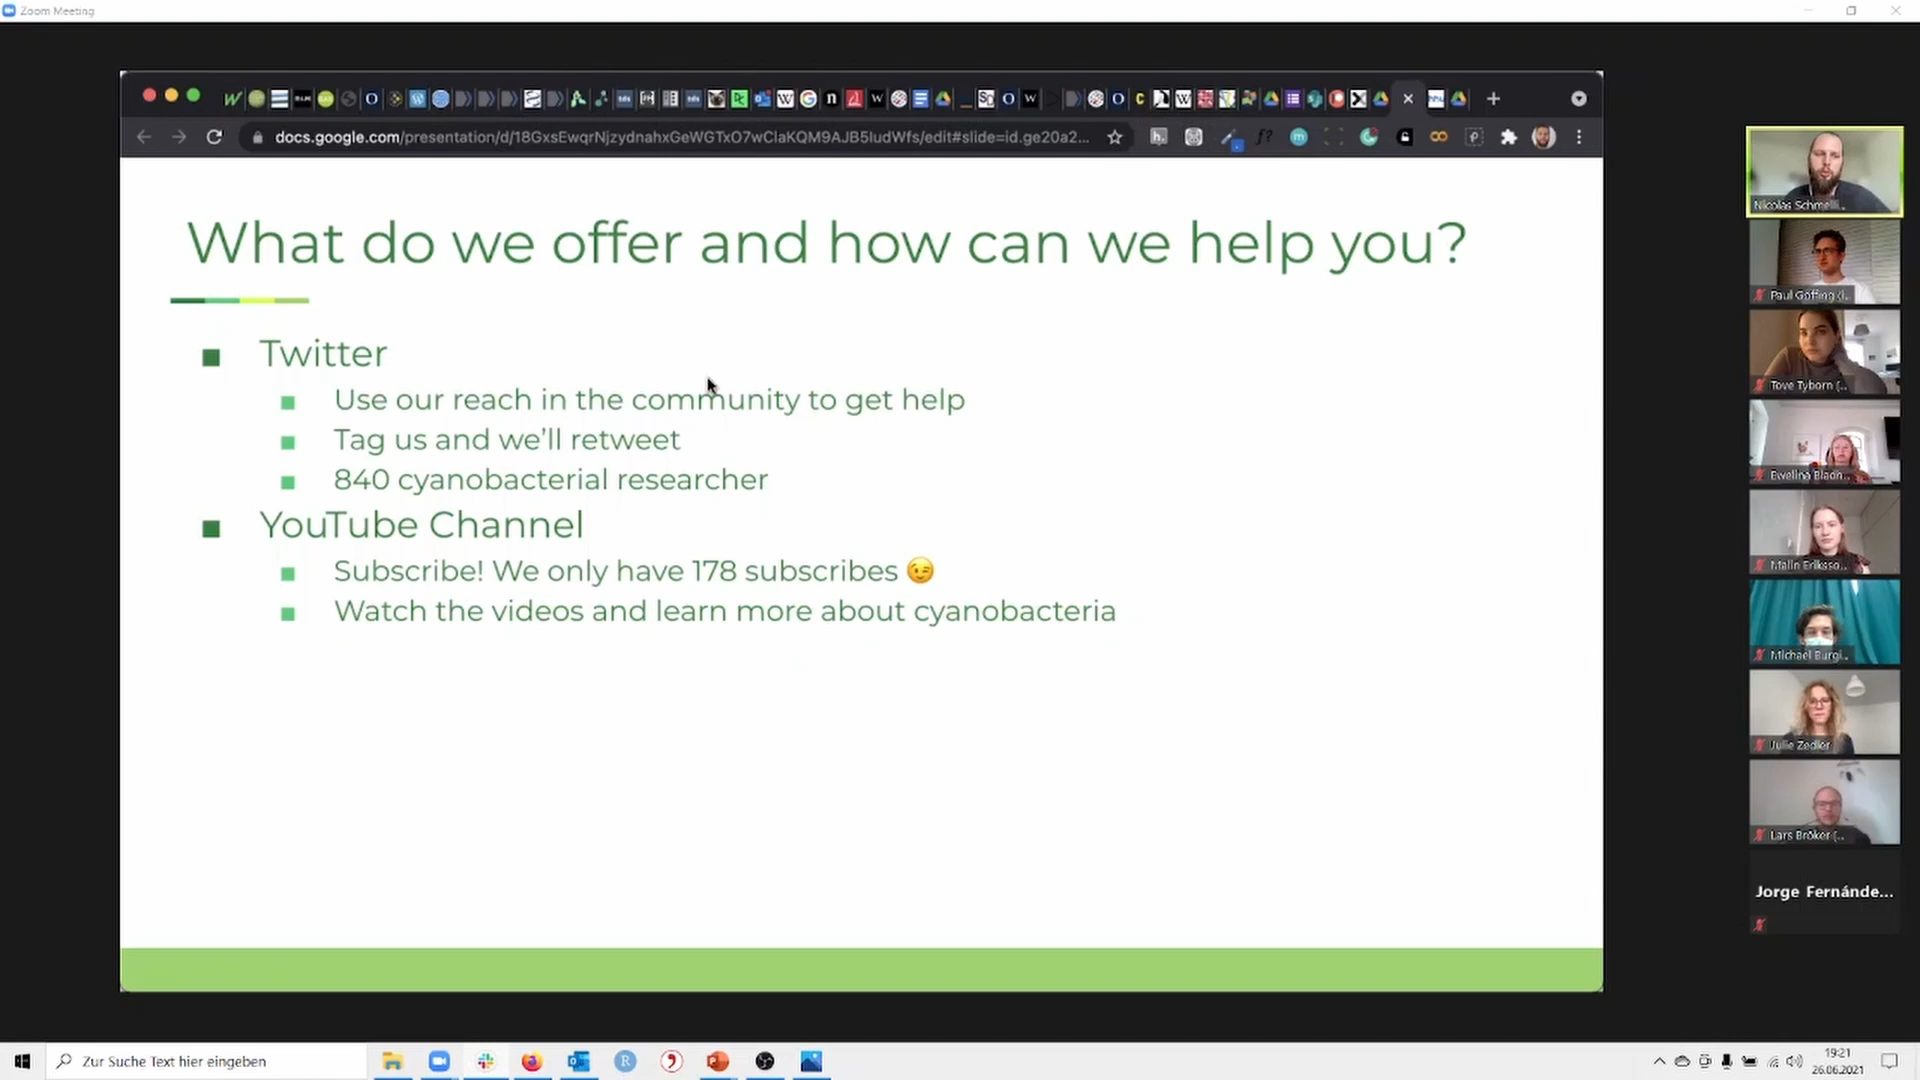 Zoom Meeting
docs.google.com/presentation/d/18GxsEwqrNjzydnahxGeWGTxO7wClaKQM9AJB5ludWfs/edit#slide=id.ge20a2...
What do we offer and how can we help you?
Twitter
Use our reach in the community to get help
Tag us and we'll retweet
840 cyanobacterial researcher
YouTube Channel
Subscribe! We only have 178 subscribes 😉
Watch the videos and learn more about cyanobacteria
Nicolas Schmelli...
Paul Göffing (i...
Tove Tyborn (...
Ewelina
Malin Eriksso...
Michael Burgi...
Julie Zedler
Lars Bröker (...
Jorge Fernánde...
Zur Suche Text hier eingeben
19:21
26.06.2021